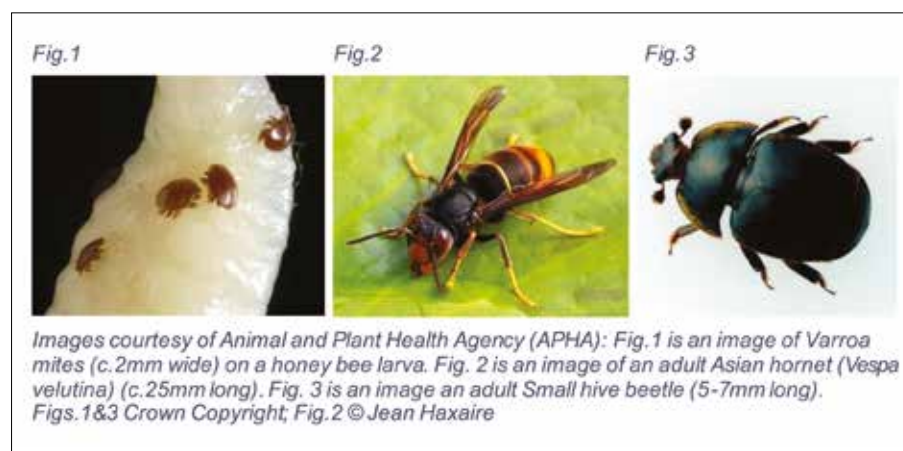 Fig.1 Fig.2 Fig.3
Images courtesy of Animal and Plant Health Agency (APHA): Fig.1 is an image of Varroa
mites (c.2mm wide) on a honey bee larva. Fig. 2 is an image of an adult Asian hornet (Vespa
velutina) (c.25mm long). Fig. 3 is an image an adult Small hive beetle (5-7mm long).
Figs.1&3 Crown Copyright; Fig.2 © Jean Haxaire